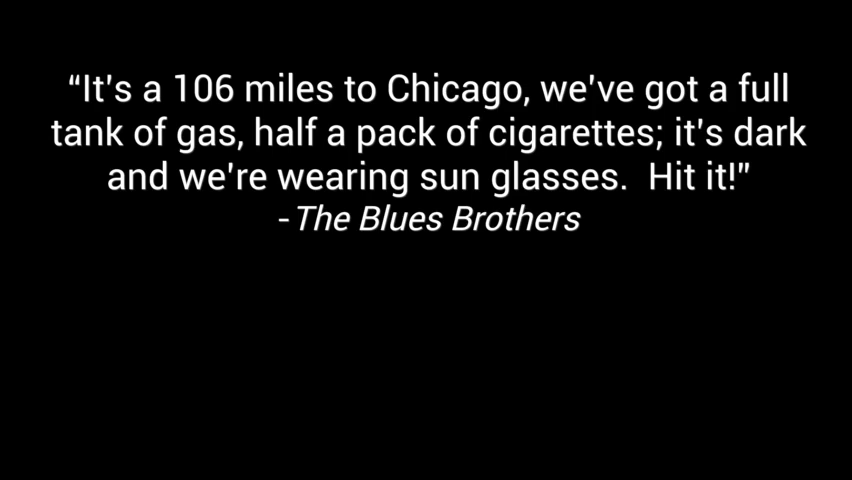 “It's a 106 miles to Chicago, we've got a full
tank of gas, half a pack of cigarettes; it's dark
and we're wearing sun glasses.  Hit it!”
-The Blues Brothers